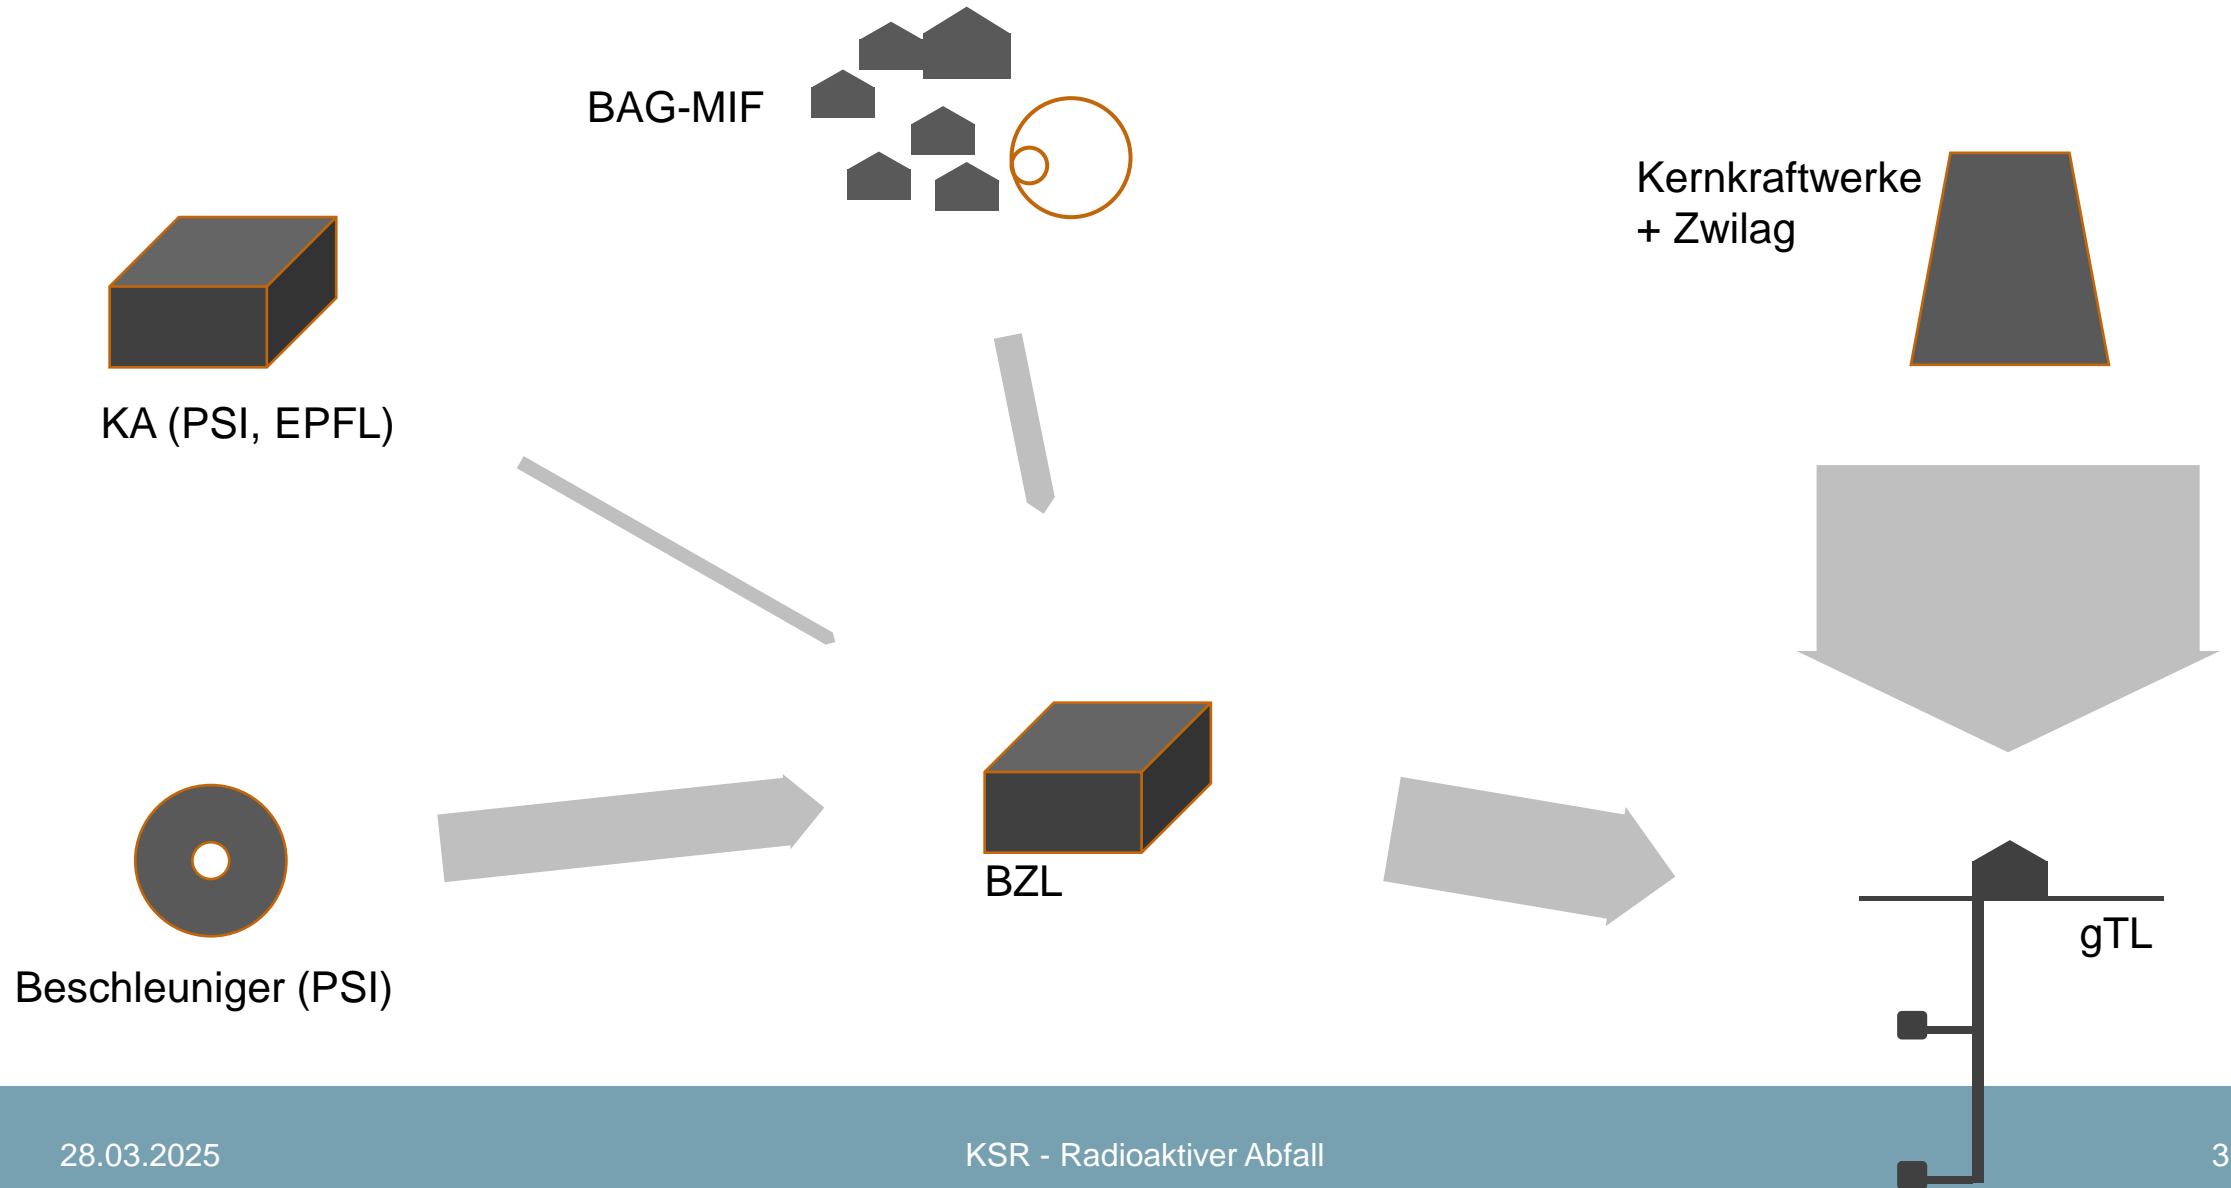 BAG-MIF
Kernkraftwerke
+ Zwilag
KA (PSI, EPFL)
BZL
gTL
Beschleuniger (PSI)
28.03.2025
KSR - Radioaktiver Abfall
3